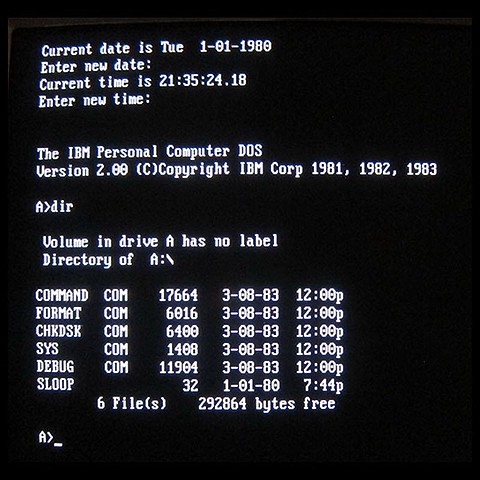 Current date is Tue  1-01-1980
Enter new date:
Current time is 21:35:24.18
Enter new time:
The IBM Personal Computer DOS
Version 2.00 (C)Copyright IBM Corp 1981, 1982, 1983
A>dir
Volume in drive A has no label
Directory of  A:\
COMMAND  COM    17664   3-08-83  12:00p
FORMAT   COM     6016   3-08-83  12:00p
CHKDSK   COM     6400   3-08-83  12:00p
SYS      COM     1408   3-08-83  12:00p
DEBUG    COM    11904   3-08-83  12:00p
SLOOP              32   1-01-80   7:44p
6 File(s)    292864 bytes free
A>_